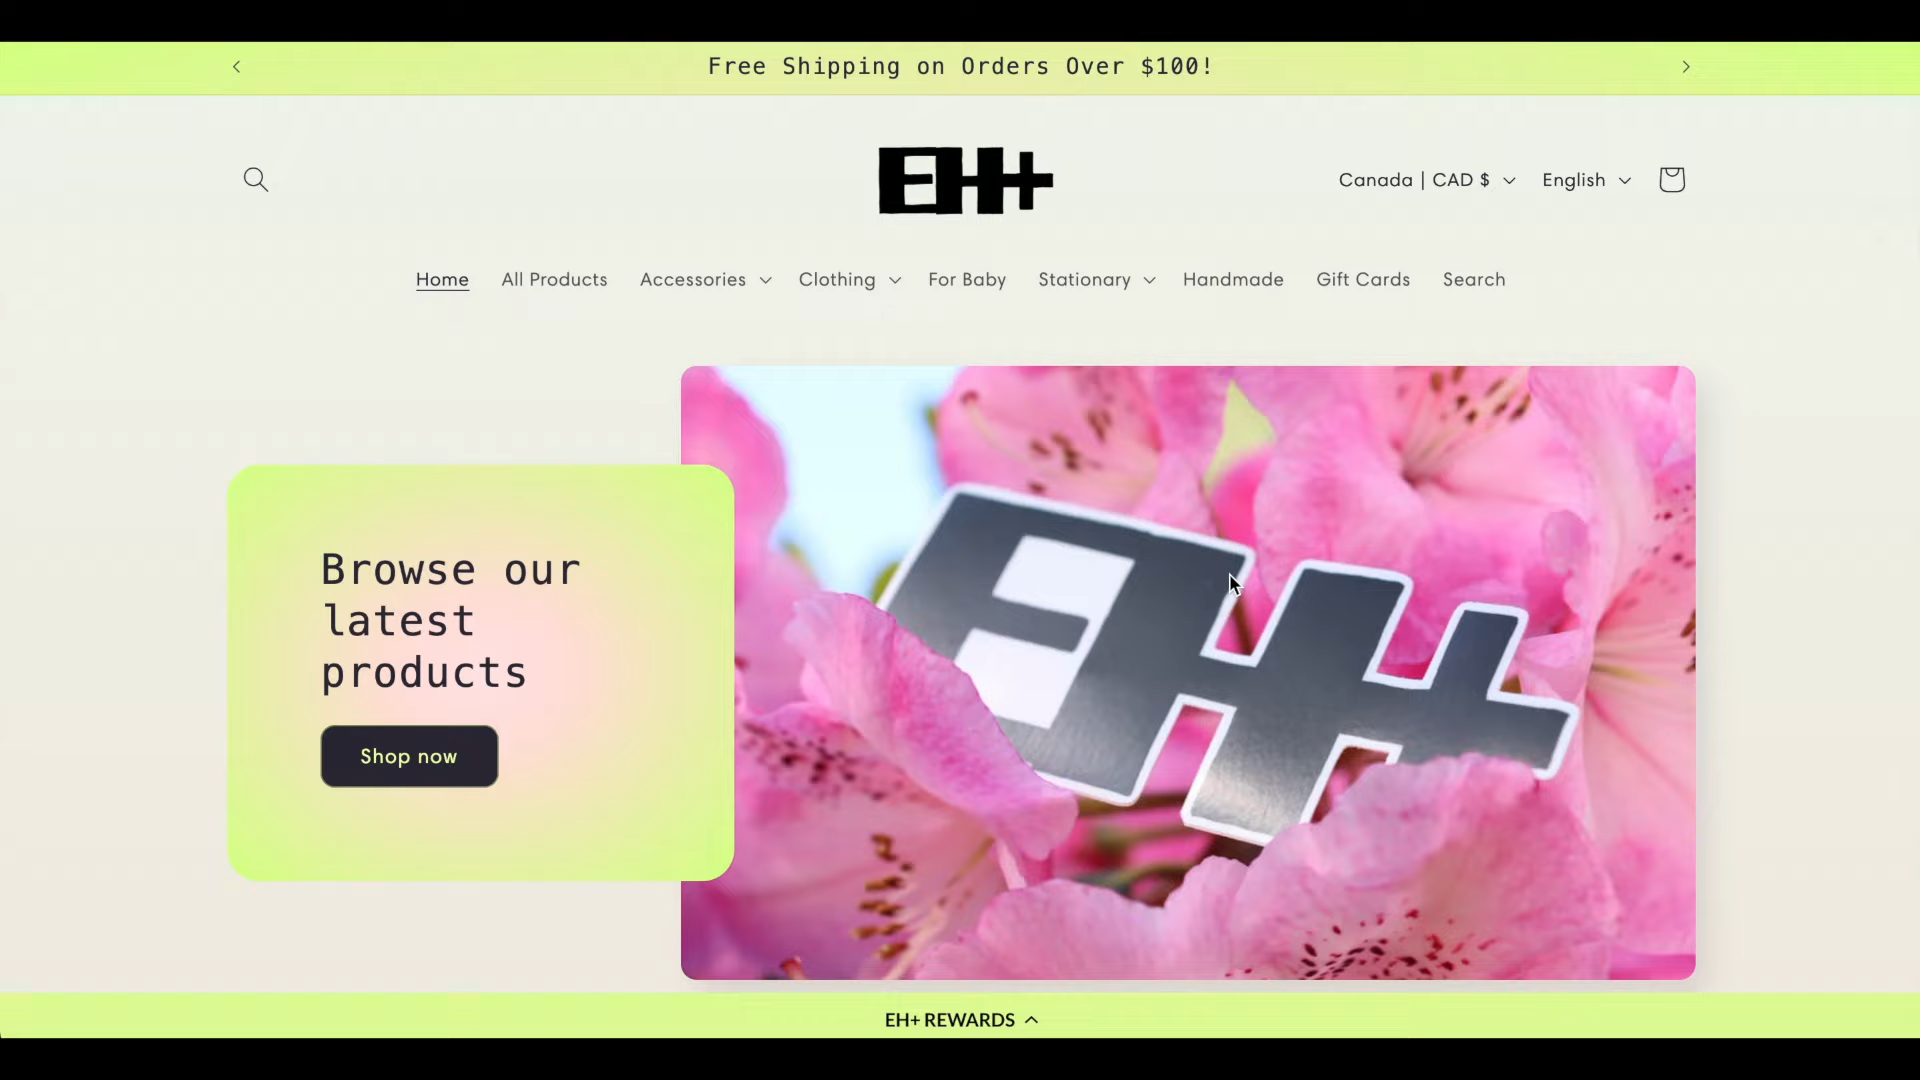 Free Shipping on Orders Over $100!
EH+
Canada | CAD $
English
Home
All Products
Accessories
Clothing
For Baby
Stationary
Handmade
Gift Cards
Search
Browse our
latest
products
Shop now
EH+
EH+ REWARDS